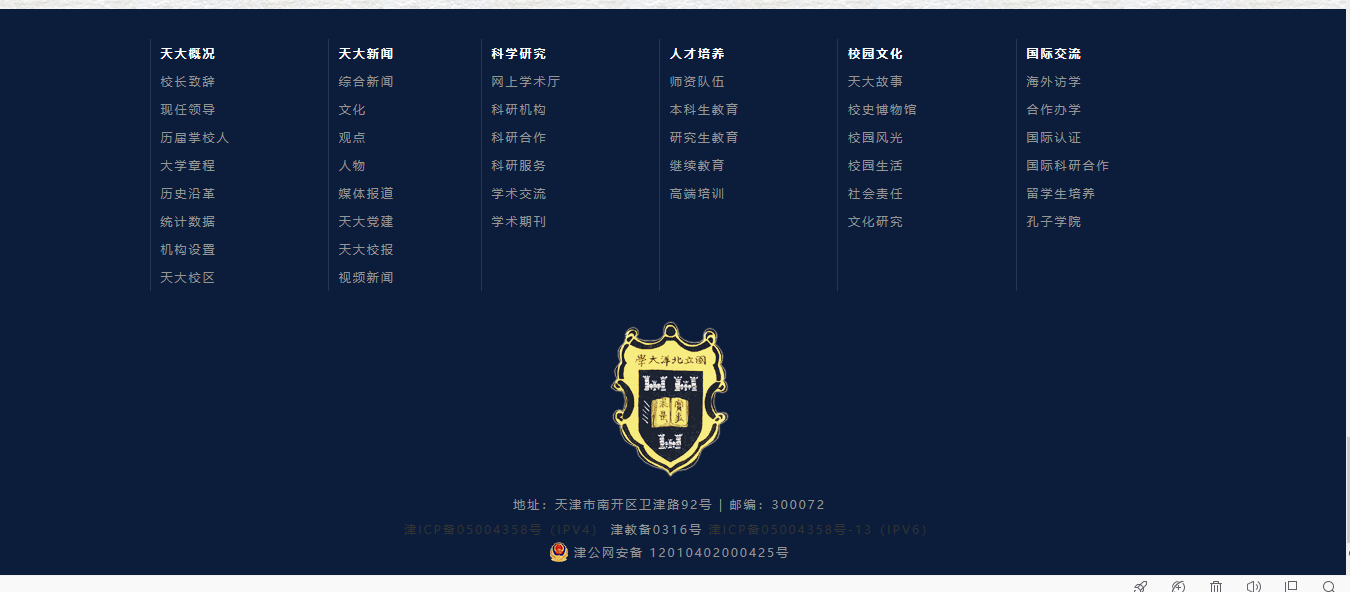 天大概况
校长致辞
现任领导
历届掌校人
大学章程
历史沿革
统计数据
机构设置
天大校区
天大新闻
综合新闻
文化
观点
人物
媒体报道
天大党建
天大校报
视频新闻
科学研究
网上学术厅
科研机构
科研合作
科研服务
学术交流
学术期刊
人才培养
师资队伍
本科生教育
研究生教育
继续教育
高端培训
校园文化
天大故事
校史博物馆
校园风光
校园生活
社会责任
文化研究
国际交流
海外访学
合作办学
国际认证
国际科研合作
留学生培养
孔子学院
學大洋北立國
地址：天津市南开区卫津路92号 | 邮编：300072
津ICP备05004358号（IPV4） 津教备0316号 津ICP备05004358号-13（IPV6）
津公网安备 12010402000425号